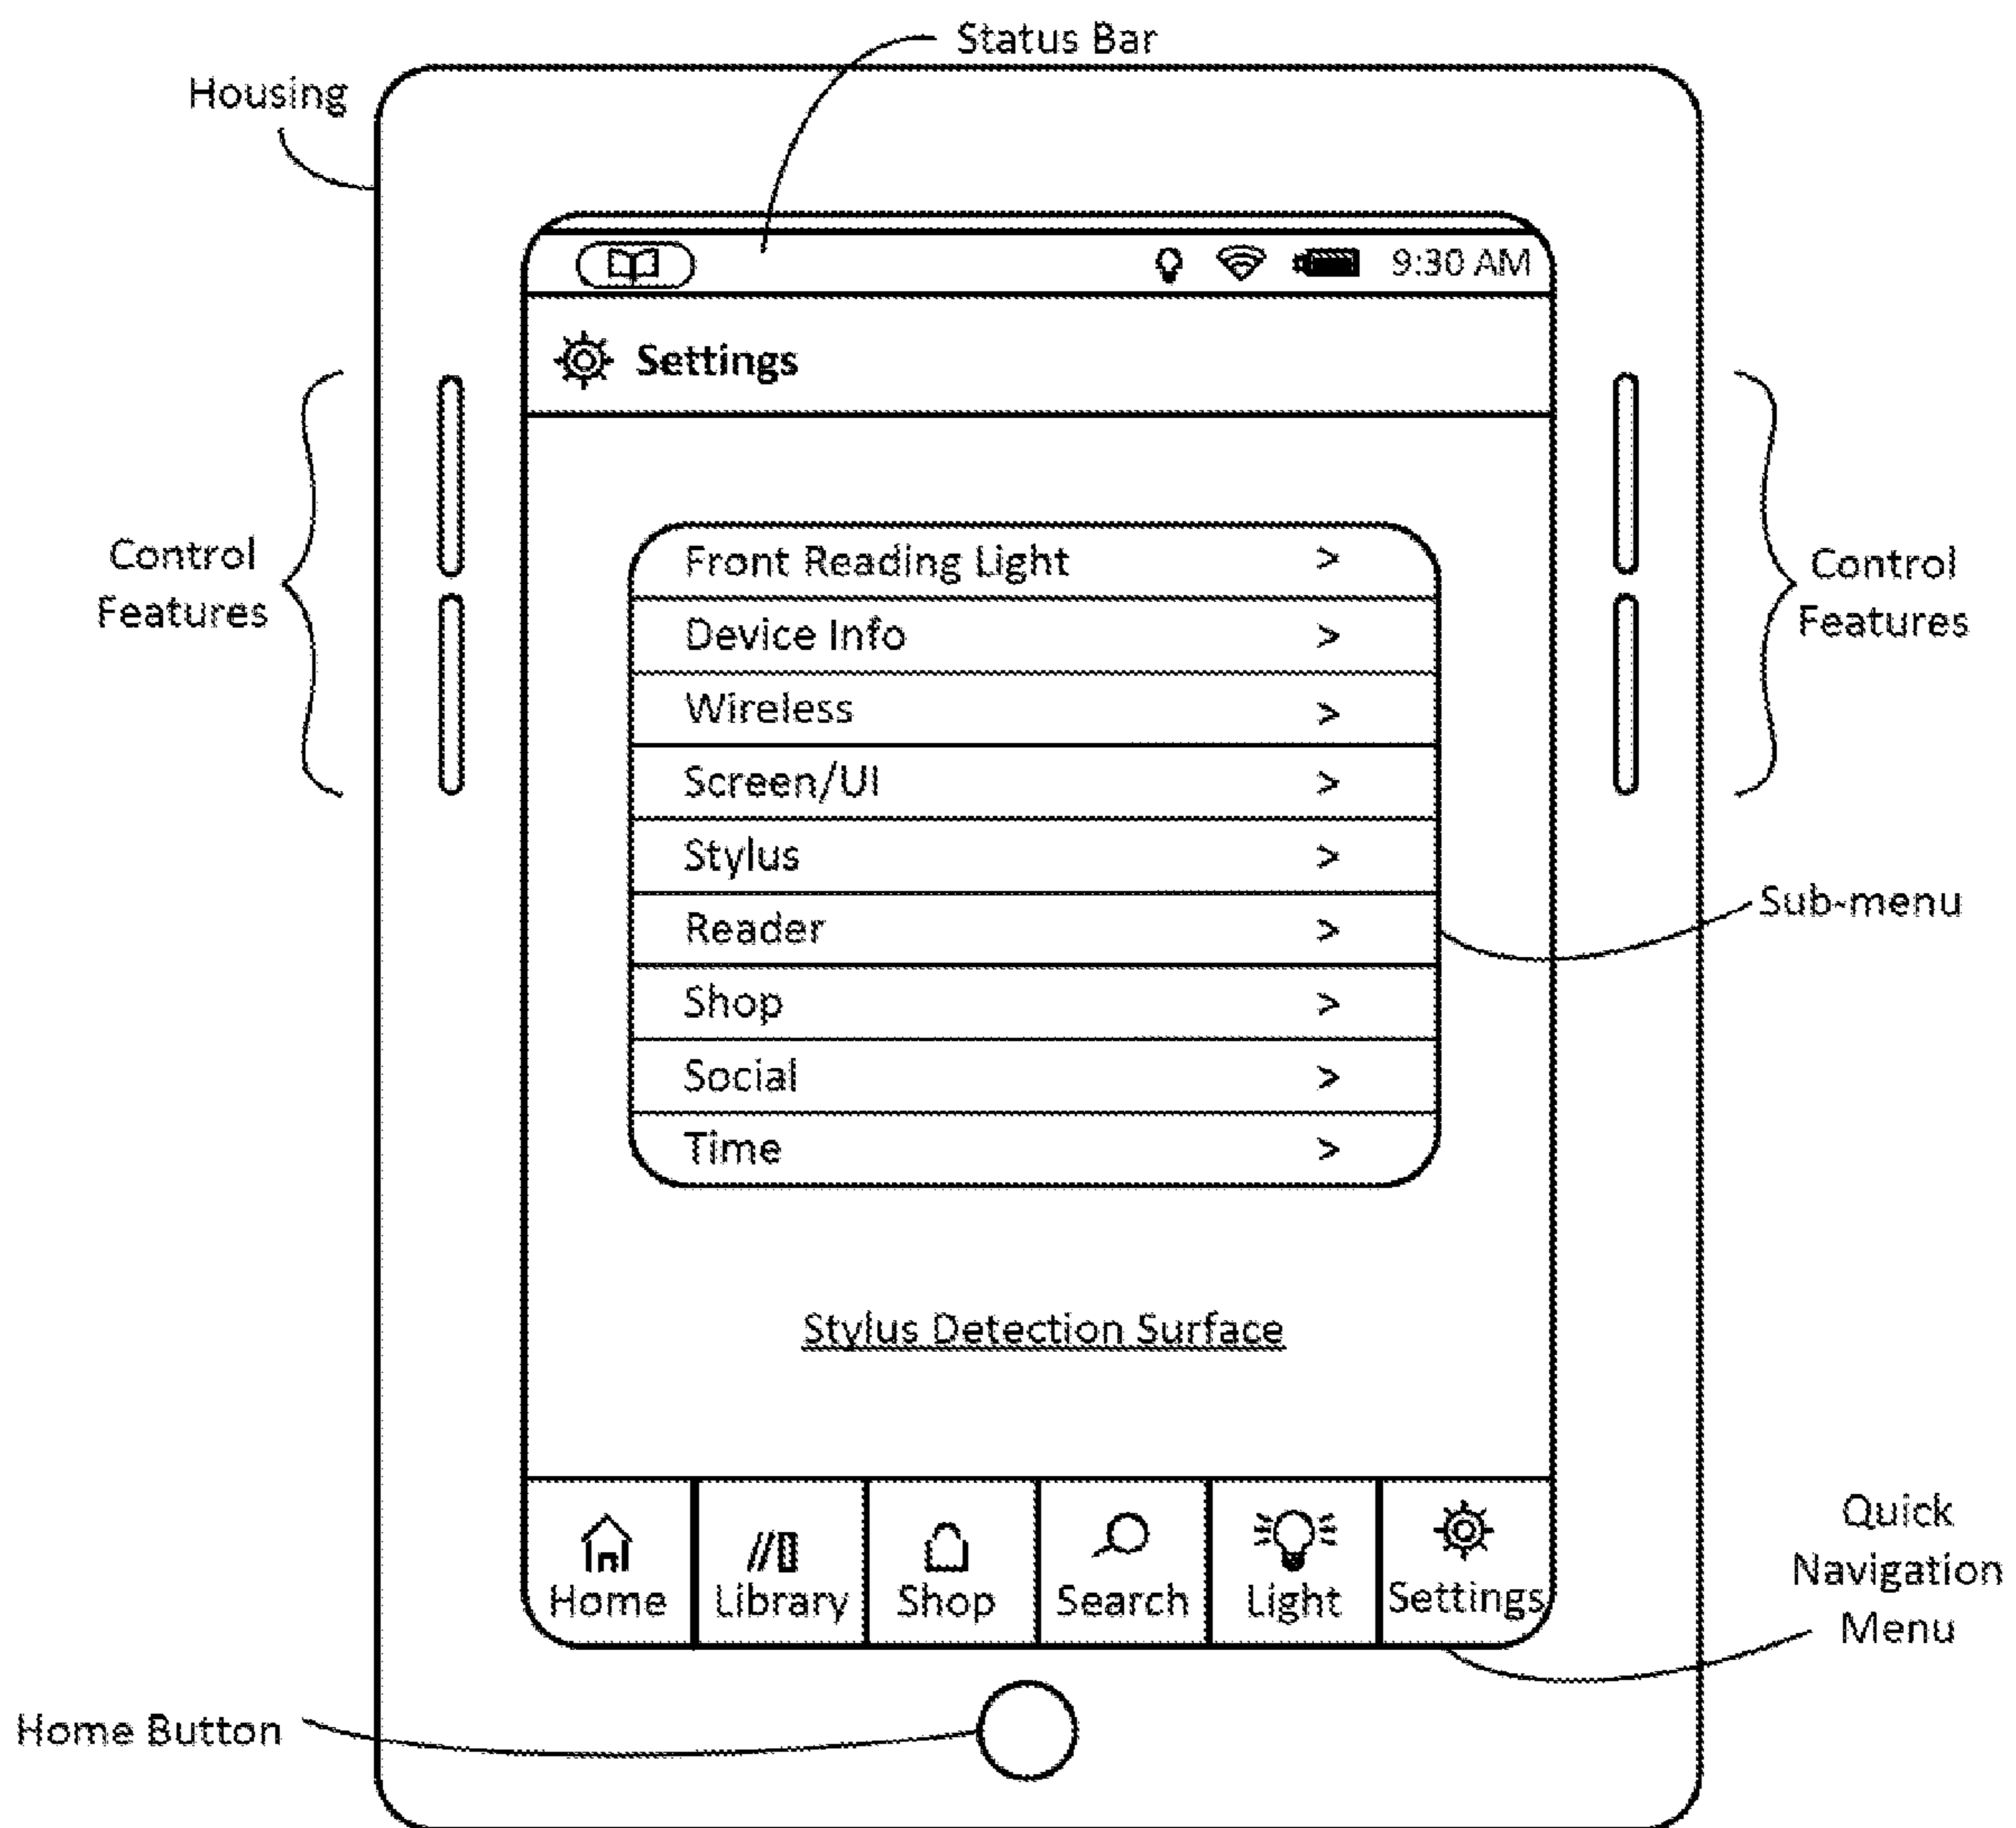 Status Bar
Housing
9:30 AM
Settings
Control
Features
Control
Features
Front Reading Light >
Device Info >
Wireless >
Screen/UI >
Stylus >
Reader >
Shop >
Social >
Time >
Sub-menu
Stylus Detection Surface
Home
Library
Shop
Search
Light
Settings
Quick
Navigation
Menu
Home Button